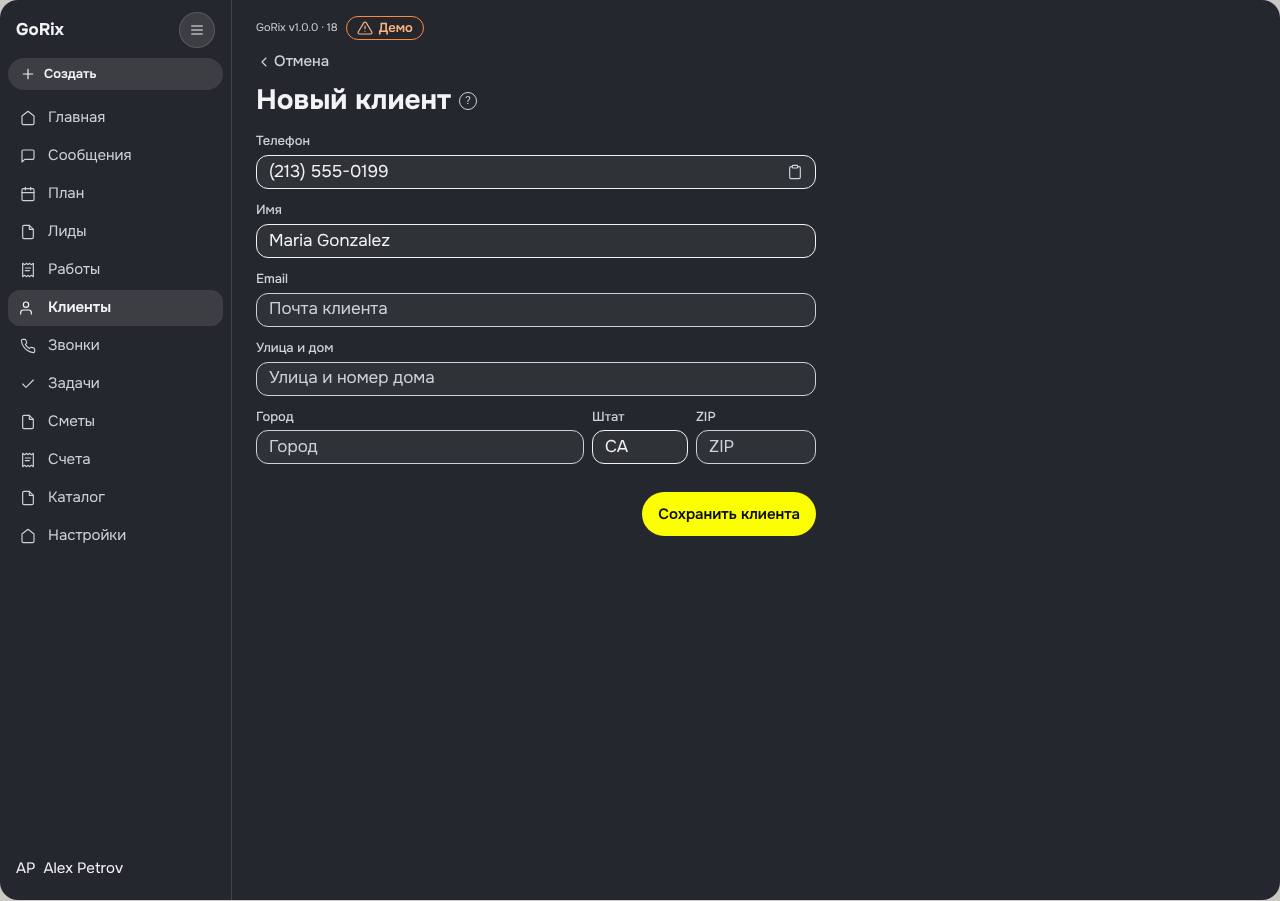 GoRix
Создать
Главная
Сообщения
План
Лиды
Работы
Клиенты
Звонки
Задачи
Сметы
Счета
Каталог
Настройки
AP Alex Petrov
GoRix v1.0.0 · 18 Демо
Отмена
Новый клиент ?
Телефон
(213) 555-0199
Имя
Maria Gonzalez
Email
Почта клиента
Улица и дом
Улица и номер дома
Город Штат ZIP
Город CA ZIP
Сохранить клиента